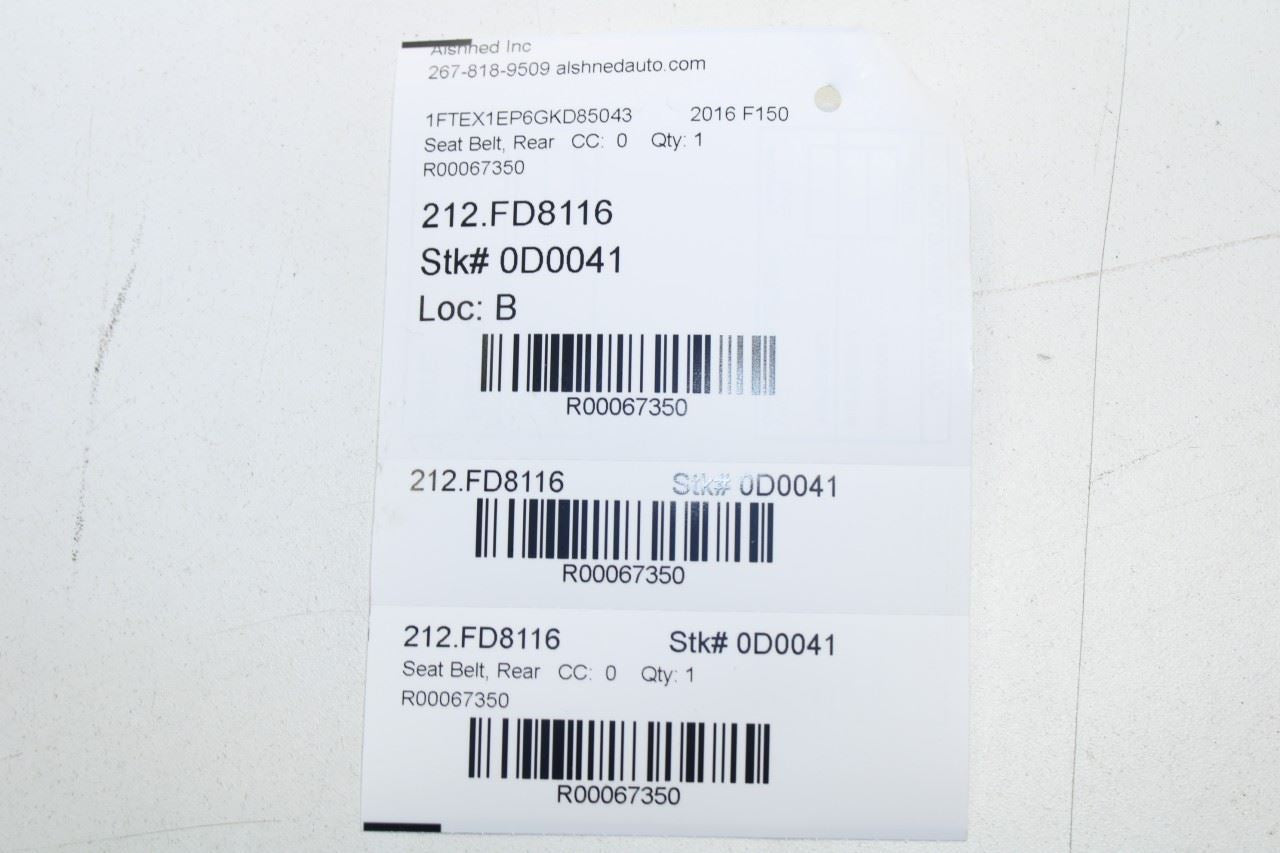 Alshned Inc
267-818-9509 alshnedauto.com
1FTEX1EP6GKD85043 2016 F150
Seat Belt, Rear CC: 0 Qty: 1
R00067350
212.FD8116
Stk# 0D0041
Loc: B
R00067350
212.FD8116 Stk# 0D0041
R00067350
212.FD8116 Stk# 0D0041
Seat Belt, Rear CC: 0 Qty: 1
R00067350
R00067350